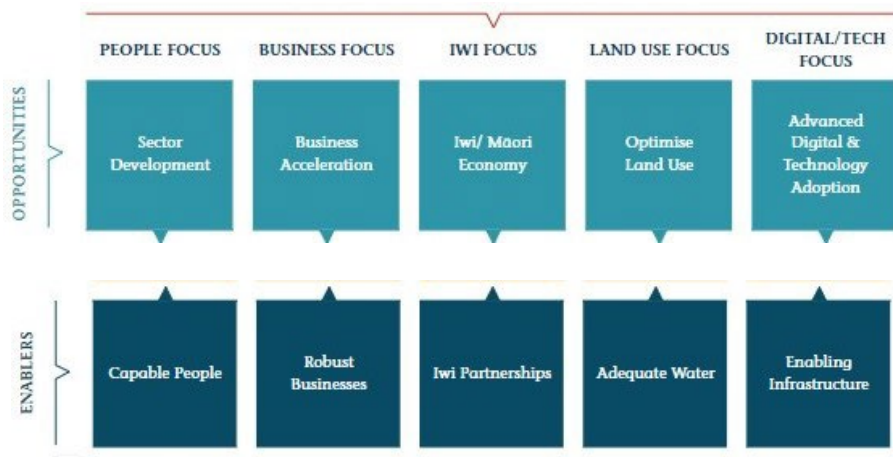 PEOPLE FOCUS
BUSINESS FOCUS
IWI FOCUS
LAND USE FOCUS
DIGITAL/TECH
FOCUS
OPPORTUNITIES
Sector
Development
Business
Acceleration
Iwi/ Māori
Economy
Optimise
Land Use
Advanced
Digital &
Technology
Adoption
ENABLERS
Capable People
Robust
Businesses
Iwi Partnerships
Adequate Water
Enabling
Infrastructure